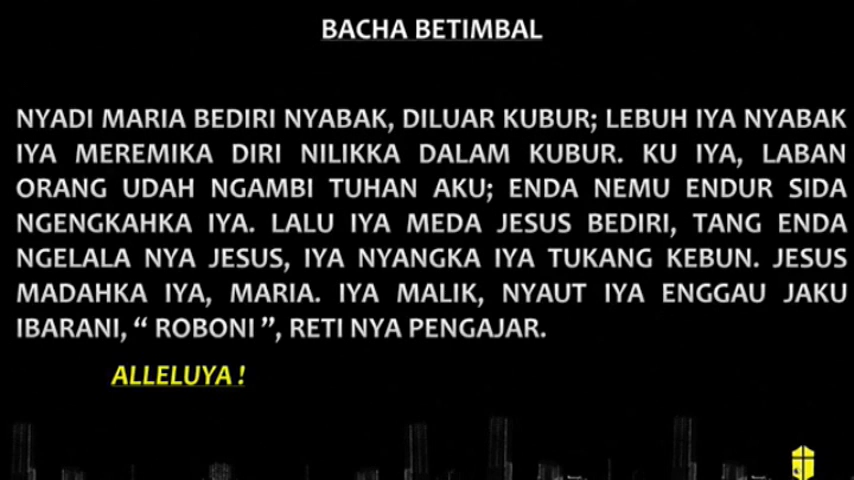 BACHA BETIMBAL
NYADI MARIA BEDIRI NYABAK, DILUAR KUBUR; LEBUH IYA NYABAK
IYA MEREMIKA DIRI NILIKKA DALAM KUBUR. KU IYA, LABAN
ORANG UDAH NGAMBI TUHAN AKU; ENDA NEMU ENDUR SIDA
NGENGKAHKA IYA. LALU IYA MEDA JESUS BEDIRI, TANG ENDA
NGELALA NYA JESUS, IYA NYANGKA IYA TUKANG KEBUN. JESUS
MADAHKA IYA, MARIA. IYA MALIK, NYAUT IYA ENGGAU JAKU
IBARANI, “ ROBONI ”, RETI NYA PENGAJAR.
ALLELUYA !